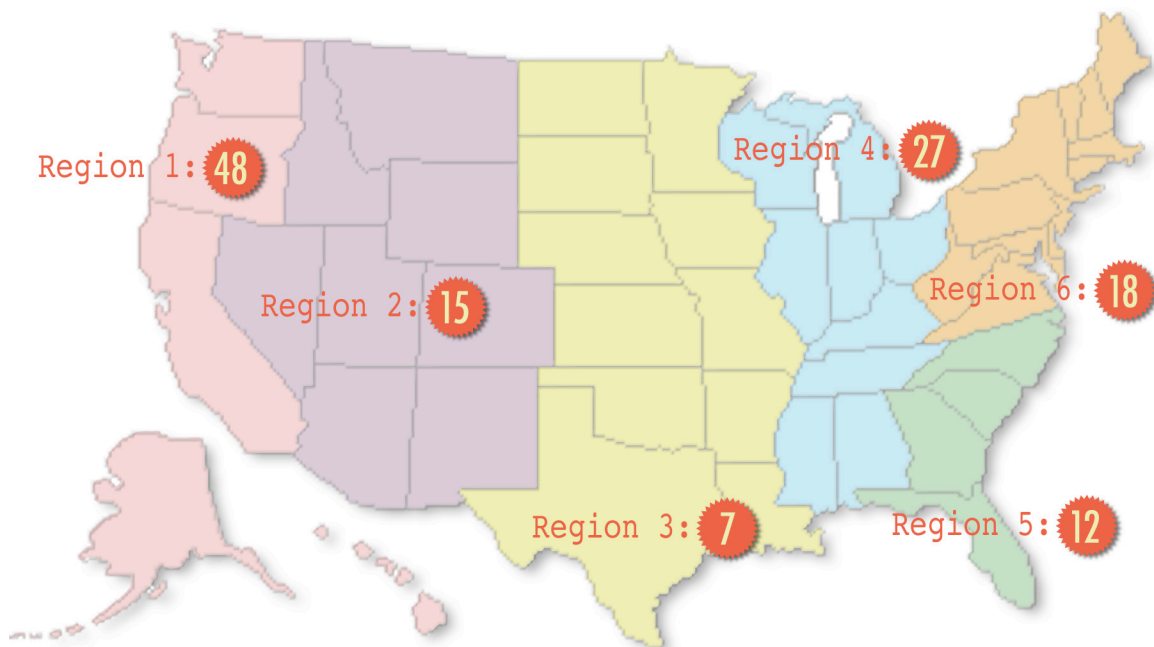 Region 1: 48
Region 4: 27
Region 2: 15
Region 6: 18
Region 3: 7
Region 5: 12